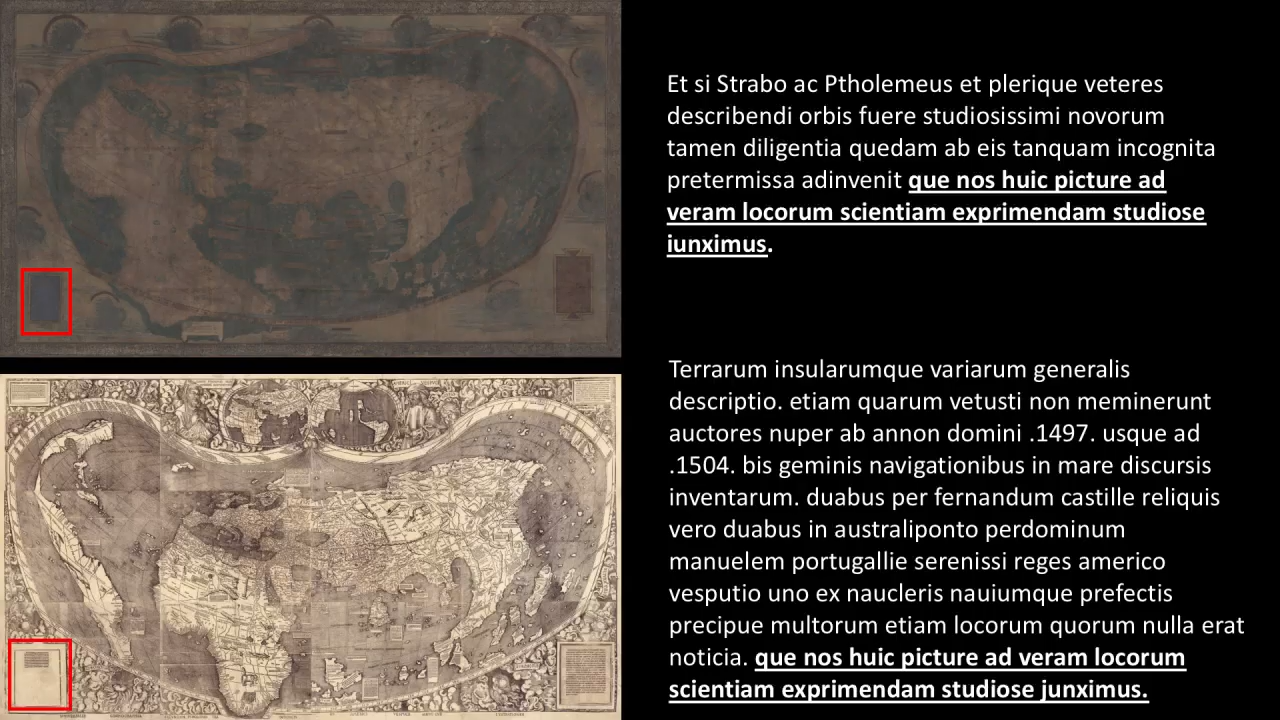 Et si Strabo ac Ptholemeus et plerique veteres
describendi orbis fuere studiosissimi novorum
tamen diligentia quedam ab eis tanquam incognita
pretermissa adinvenit que nos huic picture ad
veram locorum scientiam exprimendam studiose
iunximus.
Terrarum insularumque variarum generalis
descriptio. etiam quarum vetusti non meminerunt
auctores nuper ab annon domini .1497. usque ad
.1504. bis geminis navigationibus in mare discursis
inventarum. duabus per fernandum castille reliquis
vero duabus in australiponto perdominum
manuelem portugallie serenissi reges americo
vesputio uno ex naucleris nauiumque prefectis
precipue multorum etiam locorum quorum nulla erat
noticia. que nos huic picture ad veram locorum
scientiam exprimendam studiose junximus.